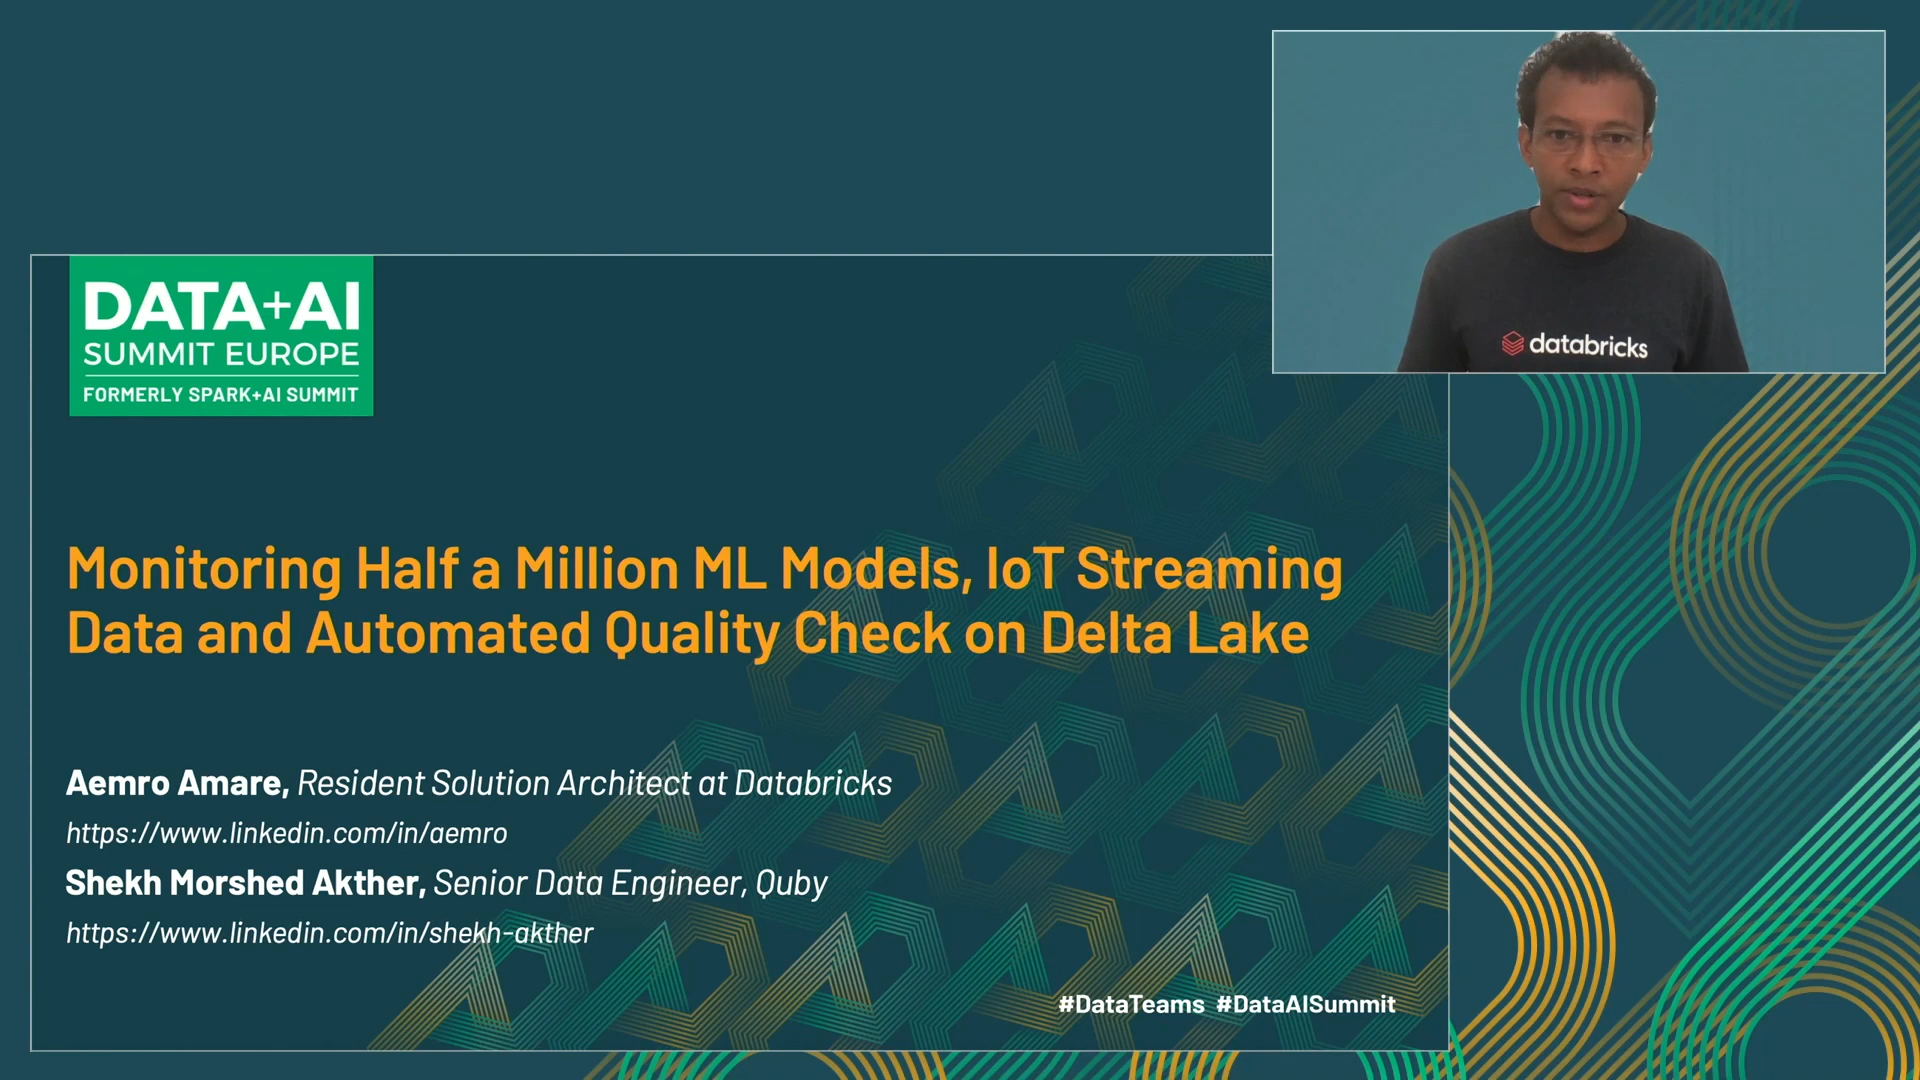 DATA+AI
SUMMIT EUROPE
FORMERLY SPARK+AI SUMMIT
databricks
Monitoring Half a Million ML Models, IoT Streaming
Data and Automated Quality Check on Delta Lake
Aemro Amare, Resident Solution Architect at Databricks
https://www.linkedin.com/in/aemro
Shekh Morshed Akther, Senior Data Engineer, Quby
https://www.linkedin.com/in/shekh-akther
#DataTeams #DataAISummit